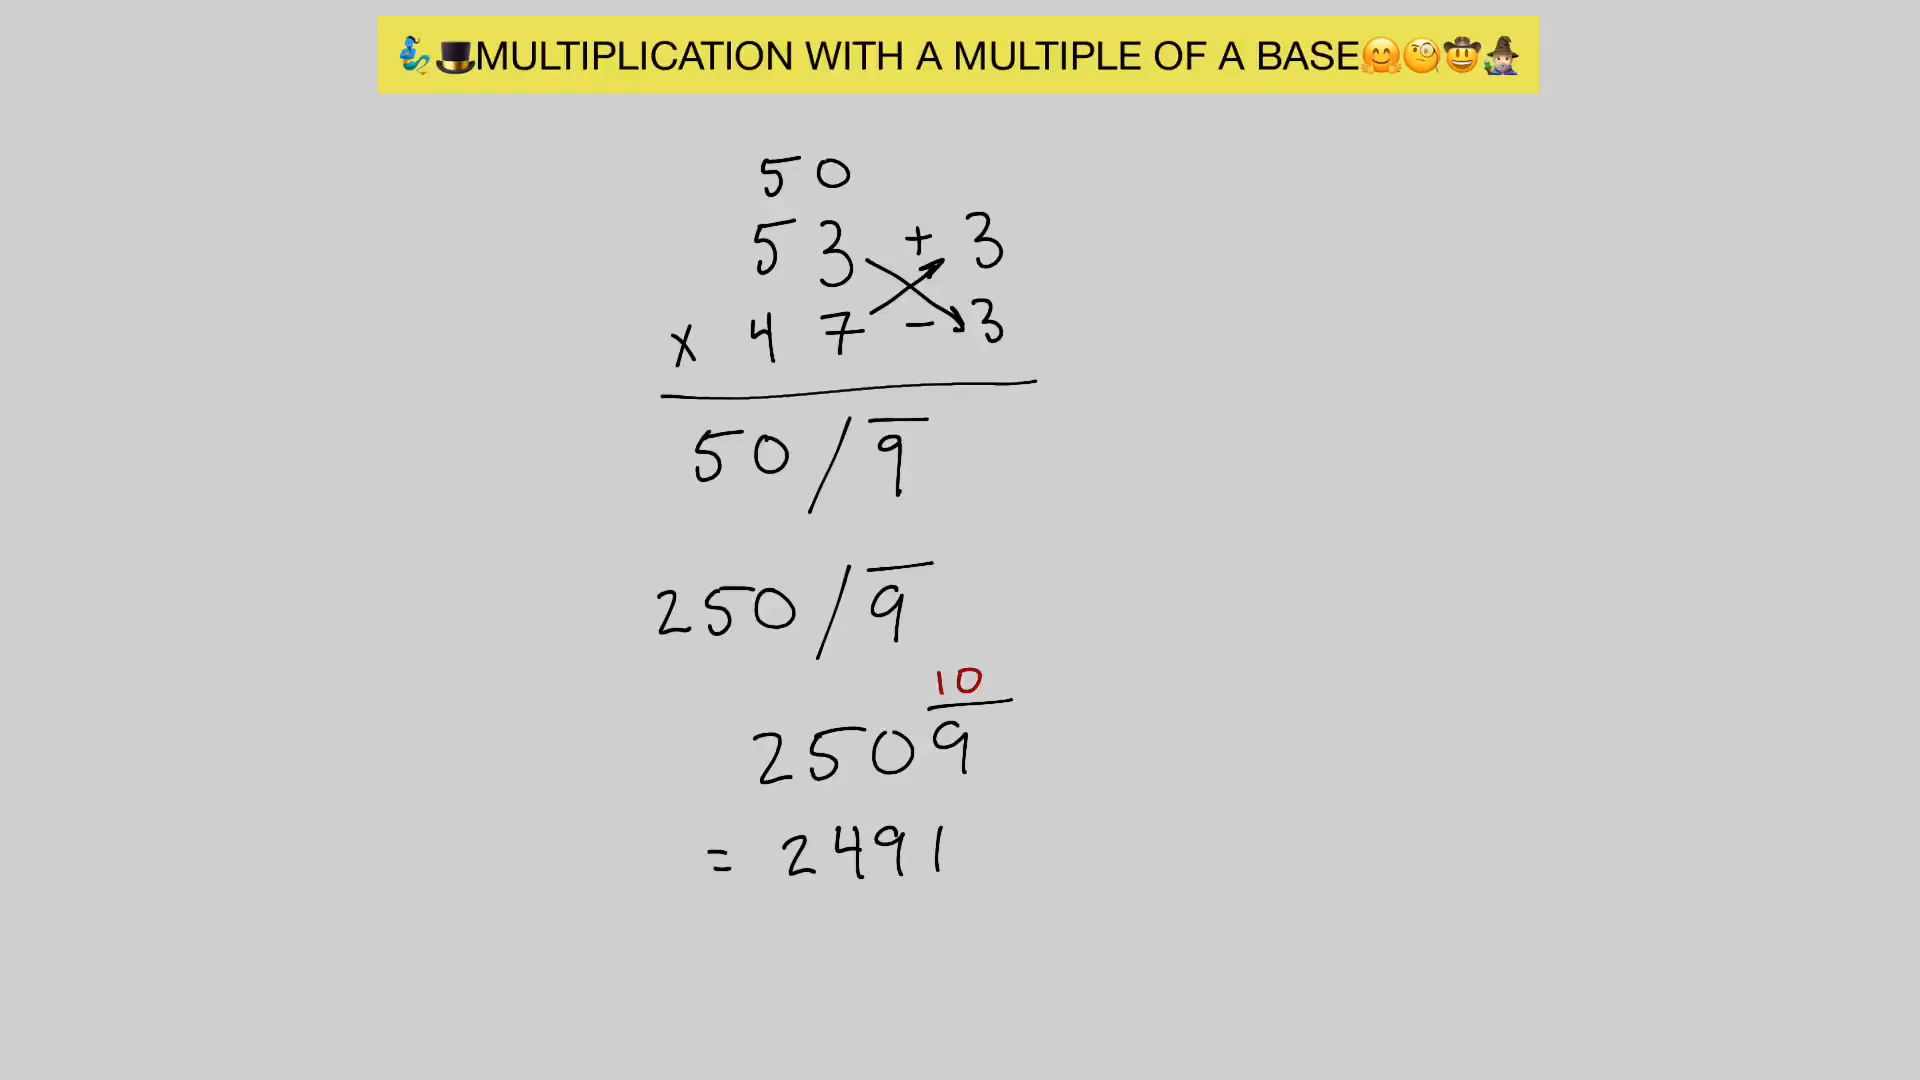 🧞‍♂️🎩MULTIPLICATION WITH A MULTIPLE OF A BASE🤗🧐🤠🧙‍♂️
50
53 + 3
x 47 - 3
50 / 9̅
250 / 9̅
10
2509̅
= 2491